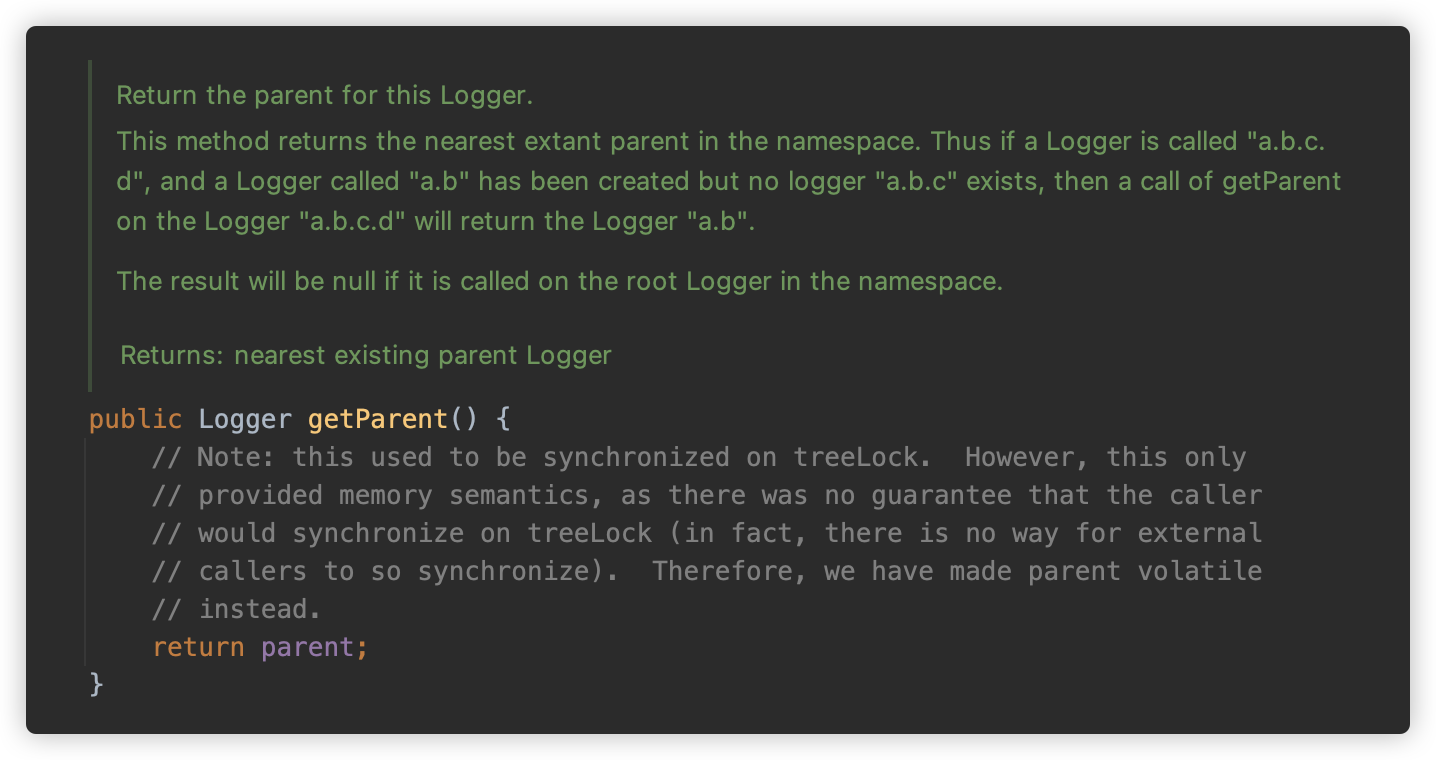 Return the parent for this Logger.
This method returns the nearest extant parent in the namespace. Thus if a Logger is called "a.b.c.
d", and a Logger called "a.b" has been created but no logger "a.b.c" exists, then a call of getParent
on the Logger "a.b.c.d" will return the Logger "a.b".
The result will be null if it is called on the root Logger in the namespace.
Returns: nearest existing parent Logger
public Logger getParent() {
    // Note: this used to be synchronized on treeLock.  However, this only
    // provided memory semantics, as there was no guarantee that the caller
    // would synchronize on treeLock (in fact, there is no way for external
    // callers to so synchronize).  Therefore, we have made parent volatile
    // instead.
    return parent;
}